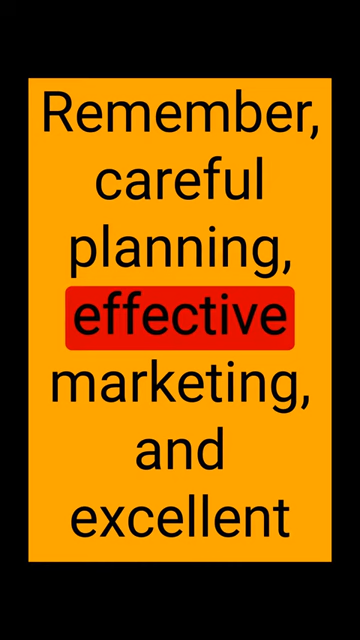 Remember,
careful
planning,
effective
marketing,
and
excellent